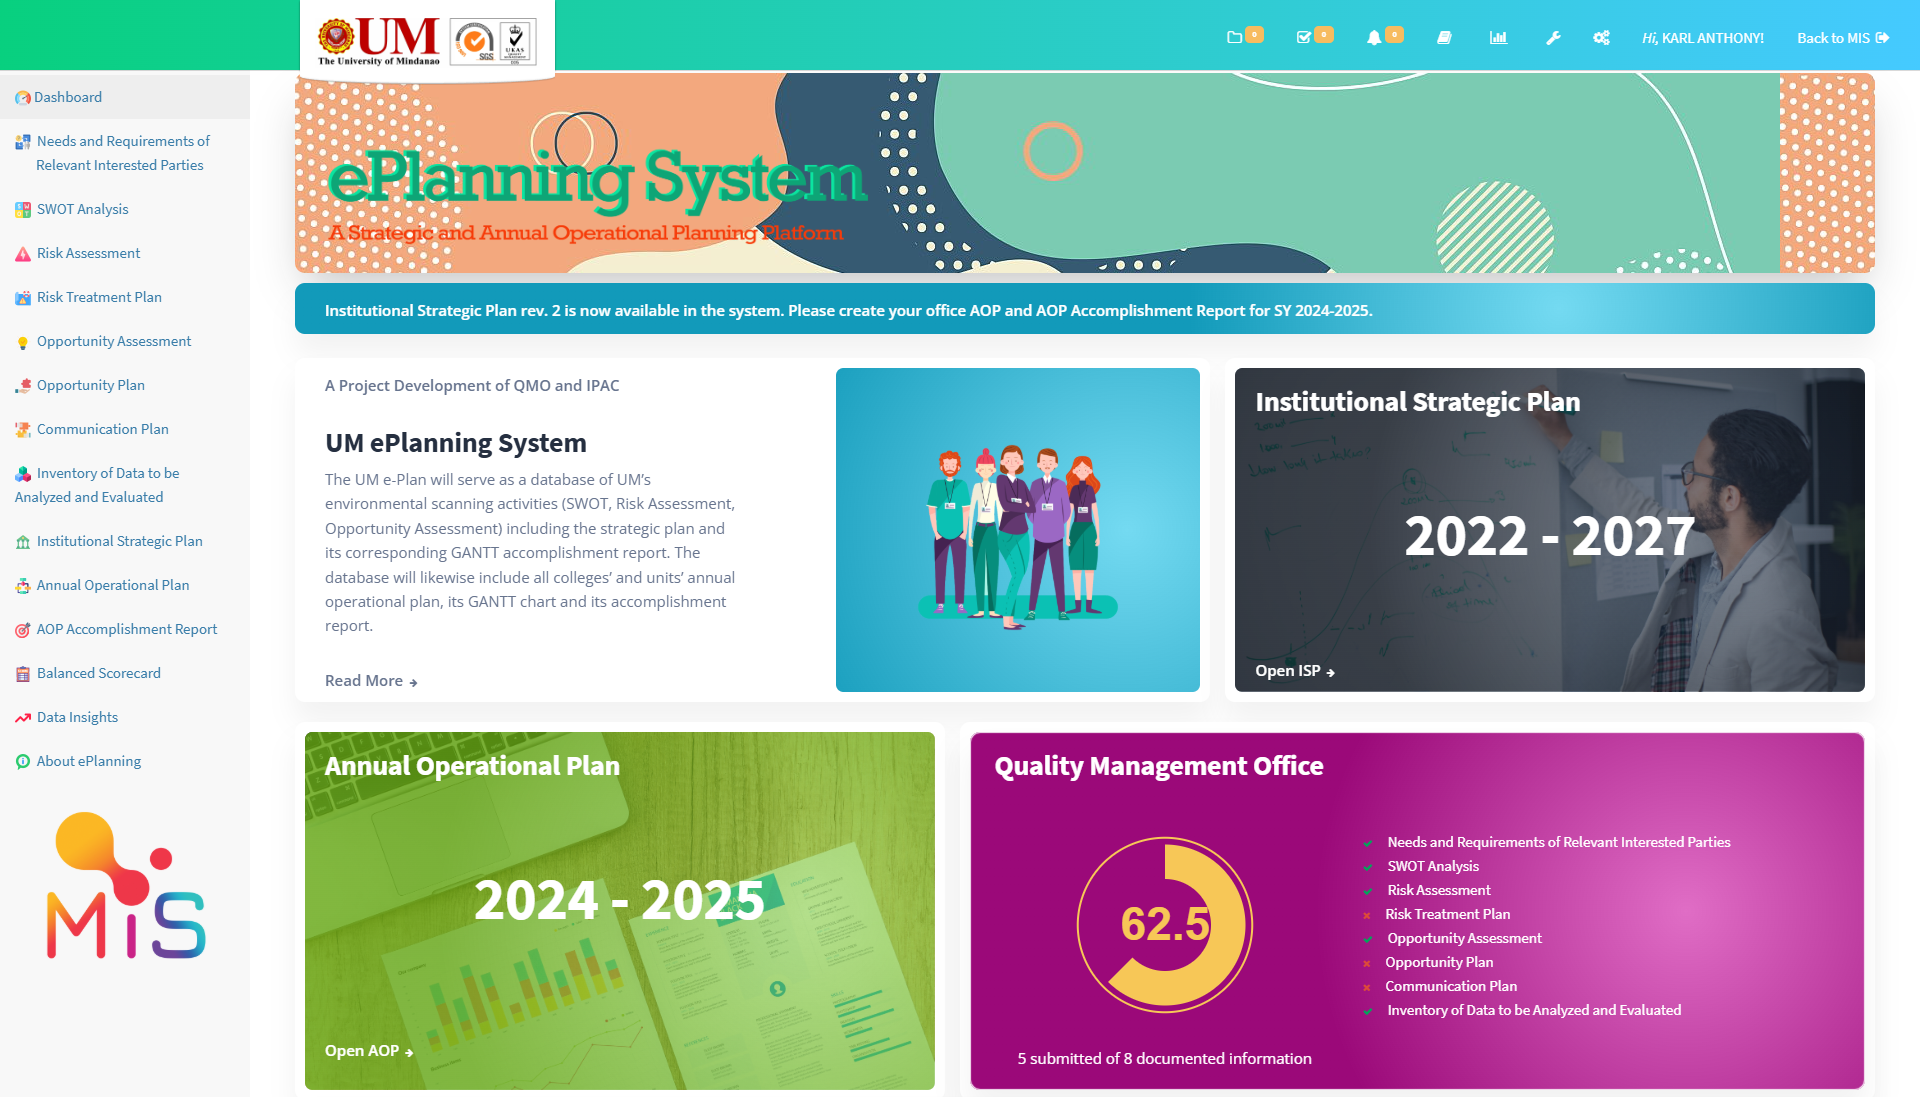 UM
The University of Mindanao
SGS
UKAS
0
0
0
Hi, KARL ANTHONY!
Back to MIS
Dashboard
Needs and Requirements of
Relevant Interested Parties
SWOT Analysis
Risk Assessment
Risk Treatment Plan
Opportunity Assessment
Opportunity Plan
Communication Plan
Inventory of Data to be
Analyzed and Evaluated
Institutional Strategic Plan
Annual Operational Plan
AOP Accomplishment Report
Balanced Scorecard
Data Insights
About ePlanning
MiS
ePlanning System
A Strategic and Annual Operational Planning Platform
Institutional Strategic Plan rev. 2 is now available in the system. Please create your office AOP and AOP Accomplishment Report for SY 2024-2025.
A Project Development of QMO and IPAC
UM ePlanning System
The UM e-Plan will serve as a database of UM’s
environmental scanning activities (SWOT, Risk Assessment,
Opportunity Assessment) including the strategic plan and
its corresponding GANTT accomplishment report. The
database will likewise include all colleges’ and units’ annual
operational plan, its GANTT chart and its accomplishment
report.
Read More
Institutional Strategic Plan
2022 - 2027
Open ISP
Annual Operational Plan
2024 - 2025
Open AOP
Quality Management Office
62.5
5 submitted of 8 documented information
Needs and Requirements of Relevant Interested Parties
SWOT Analysis
Risk Assessment
Risk Treatment Plan
Opportunity Assessment
Opportunity Plan
Communication Plan
Inventory of Data to be Analyzed and Evaluated